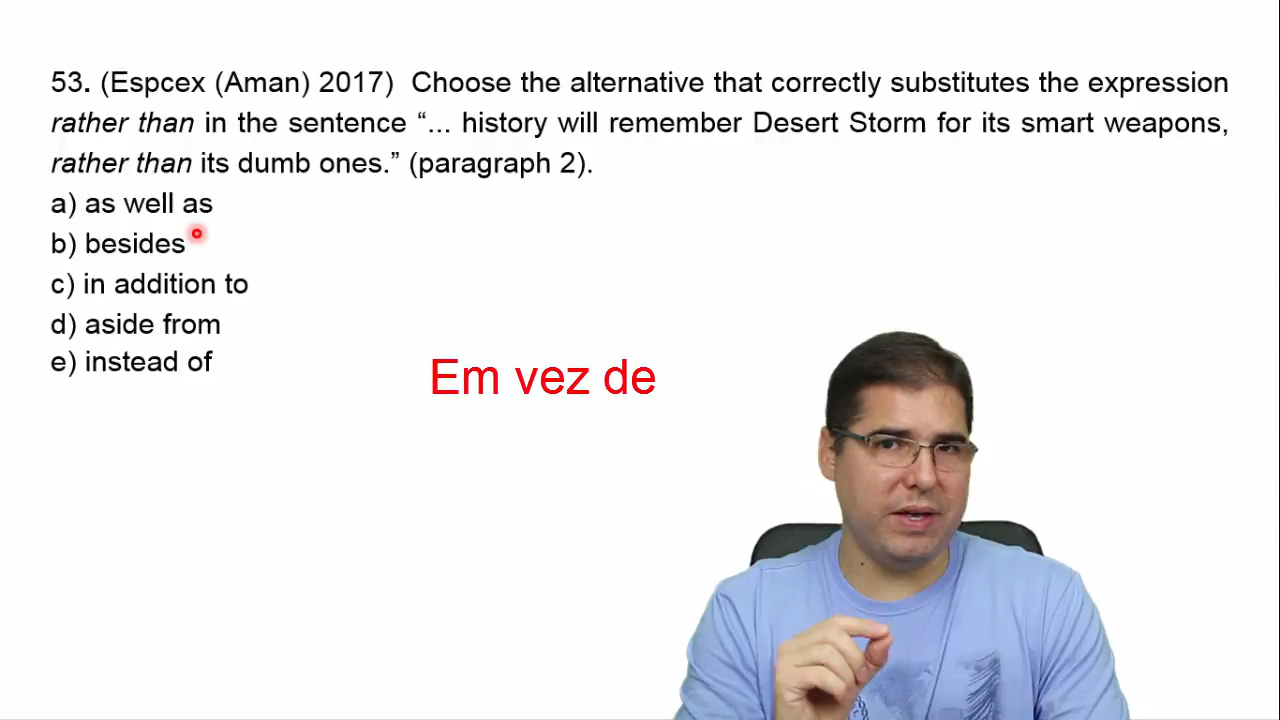 53. (Espcex (Aman) 2017)  Choose the alternative that correctly substitutes the expression
rather than in the sentence “... history will remember Desert Storm for its smart weapons,
rather than its dumb ones.” (paragraph 2).
a) as well as
b) besides
c) in addition to
d) aside from
e) instead of
Em vez de